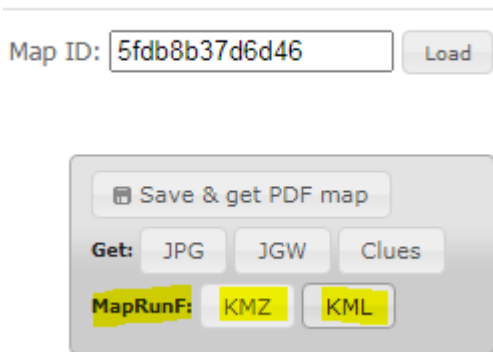 Map ID: 5fdb8b37d6d46 Load
Save & get PDF map
Get: JPG JGW Clues
MapRunF: KMZ KML